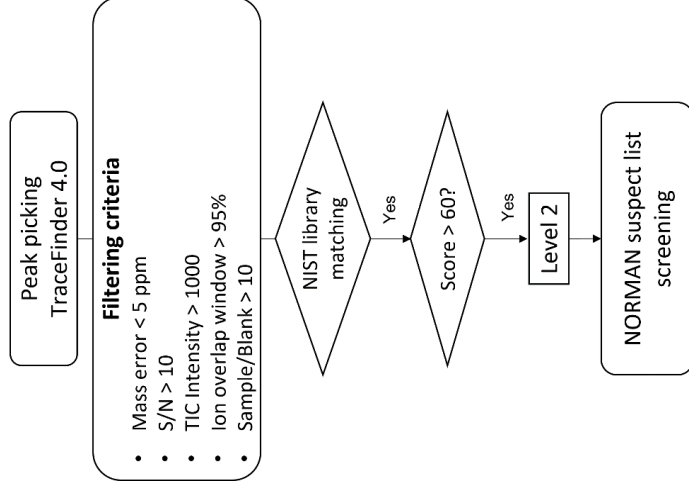 Peak picking
TraceFinder 4.0
Filtering criteria
• Mass error < 5 ppm
• S/N > 10
• TIC Intensity > 1000
• Ion overlap window > 95%
• Sample/Blank > 10
NIST library
matching
Yes
Score > 60?
Yes
Level 2
NORMAN suspect list
screening